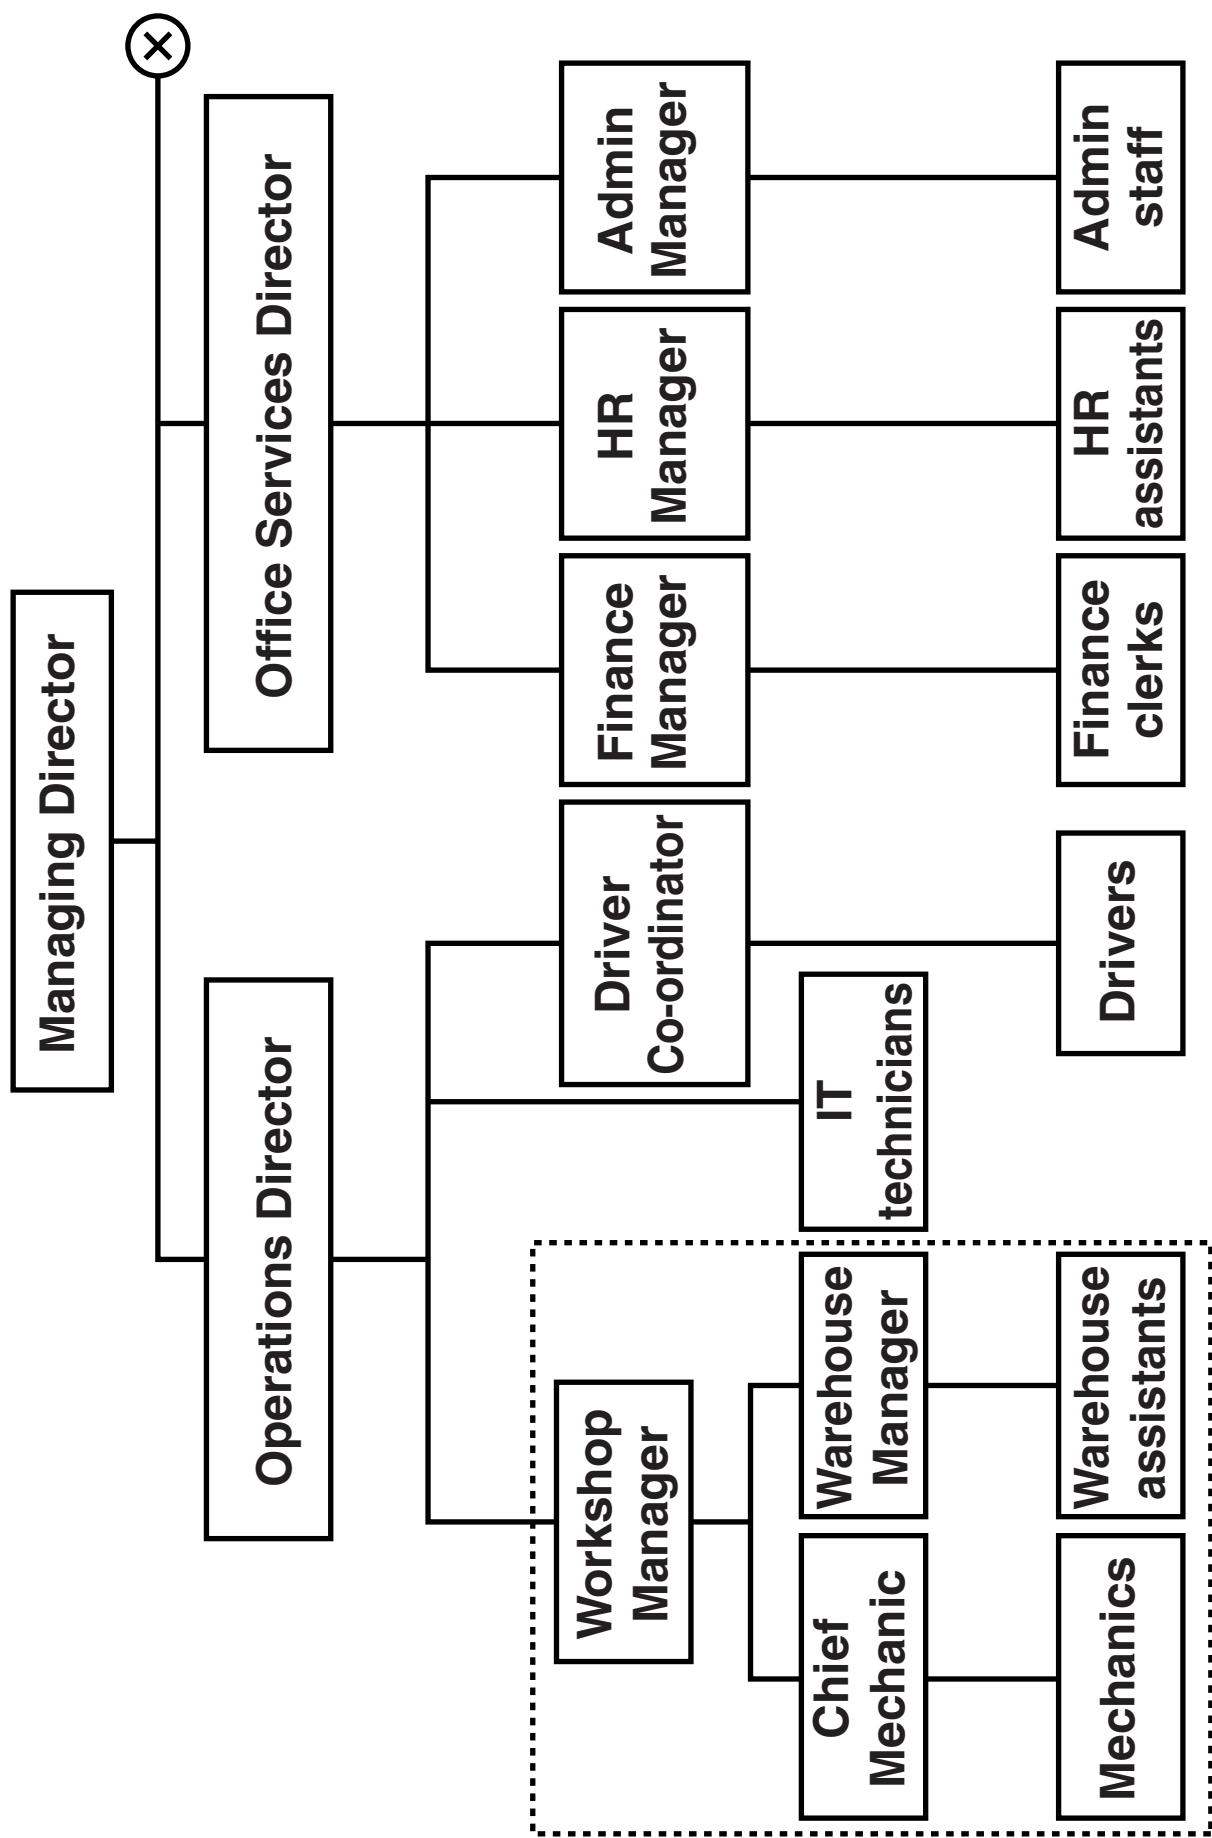 Managing Director
Operations Director
Office Services Director
Workshop
Manager
Driver
Co-ordinator
Finance
Manager
HR
Manager
Admin
Manager
Chief
Mechanic
Warehouse
Manager
IT
technicians
Mechanics
Warehouse
assistants
Drivers
Finance
clerks
HR
assistants
Admin
staff